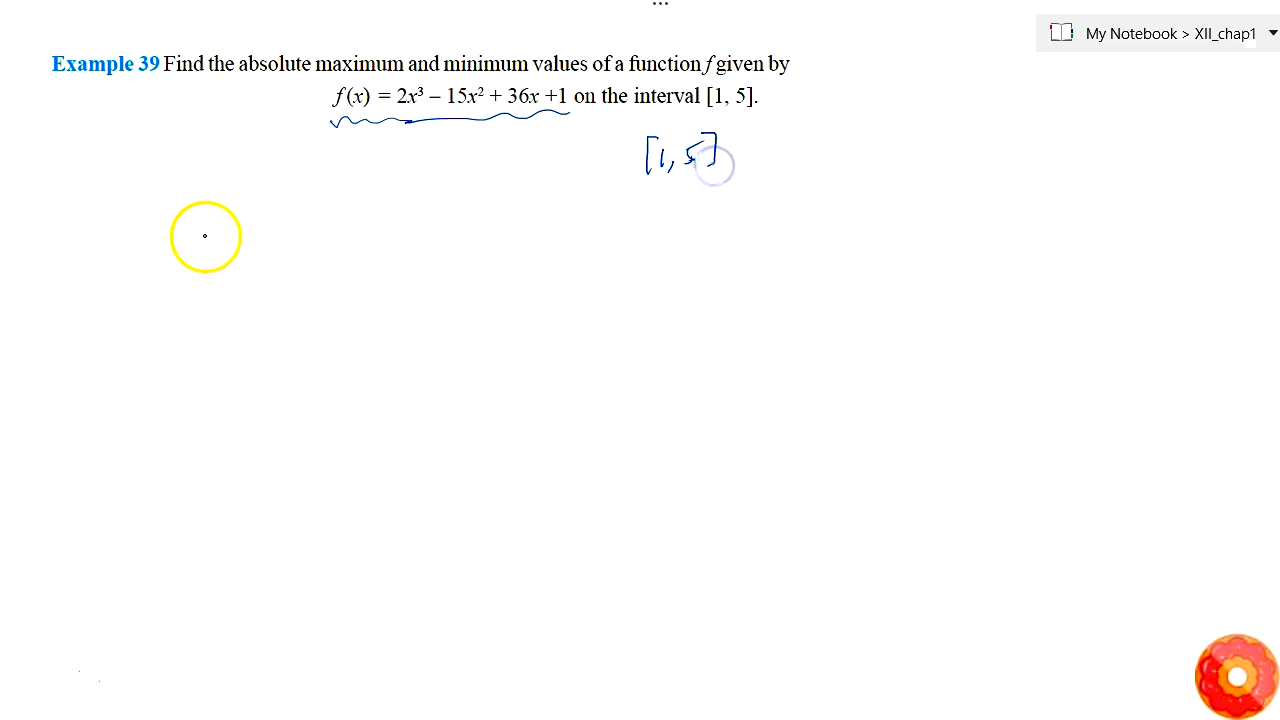 ...
My Notebook > XII_chap1
Example 39 Find the absolute maximum and minimum values of a function f given by
f (x) = 2x³ – 15x² + 36x +1 on the interval [1, 5].
[1, 5]